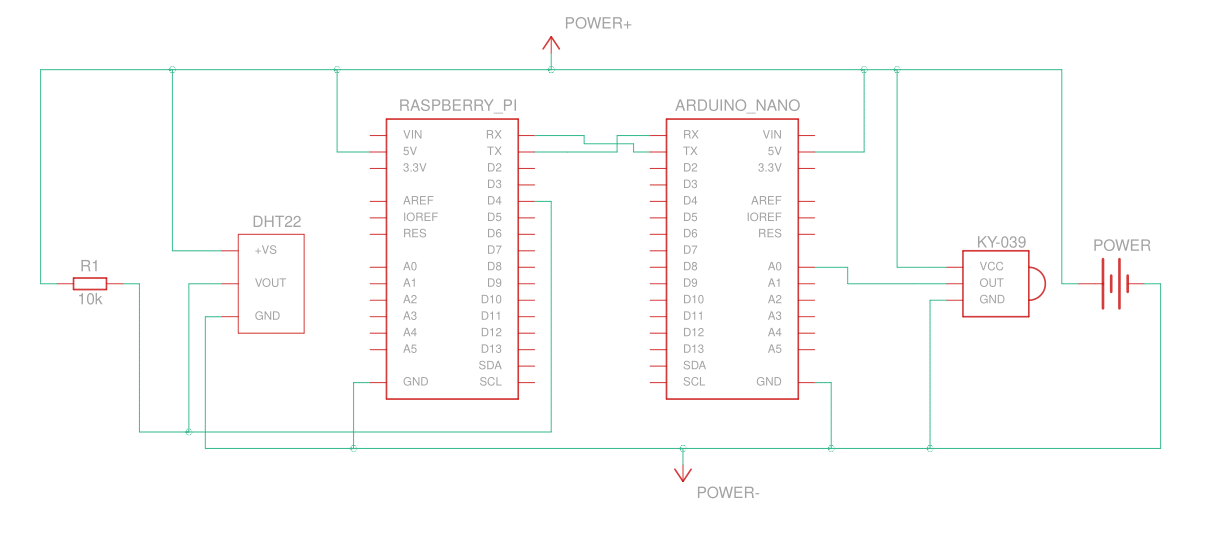 POWER+
RASPBERRY_PI
VIN RX
5V TX
3.3V D2
D3
AREF D4
IOREF D5
RES D6
D7
A0 D8
A1 D9
A2 D10
A3 D11
A4 D12
A5 D13
SDA
GND SCL
ARDUINO_NANO
RX VIN
TX 5V
D2 3.3V
D3
D4 AREF
D5 IOREF
D6 RES
D7
D8 A0
D9 A1
D10 A2
D11 A3
D12 A4
D13 A5
SDA
SCL GND
DHT22
+VS
VOUT
GND
R1
10k
KY-039
VCC
OUT
GND
POWER
POWER-